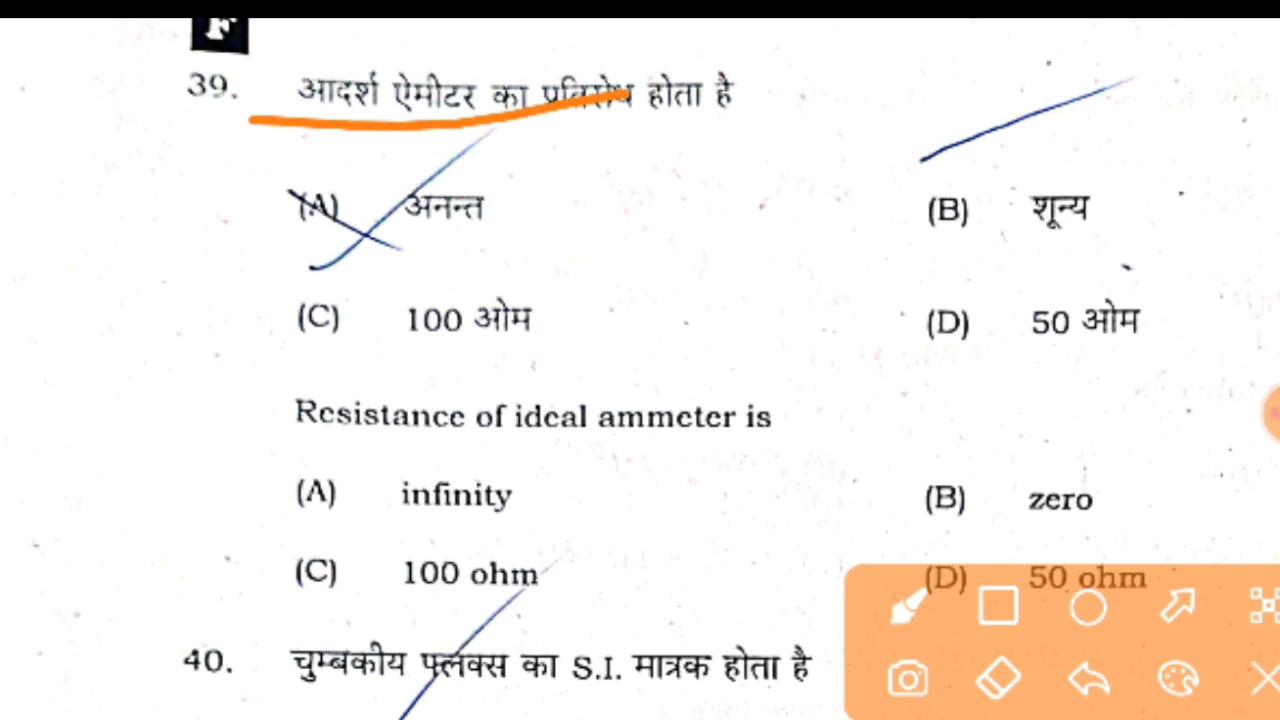 F
39. आदर्श ऐमीटर का प्रतिरोध होता है
(A) अनन्त (B) शून्य
(C) 100 ओम (D) 50 ओम
Resistance of ideal ammeter is
(A) infinity (B) zero
(C) 100 ohm (D) 50 ohm
40. चुम्बकीय फ्लक्स का S.I. मात्रक होता है